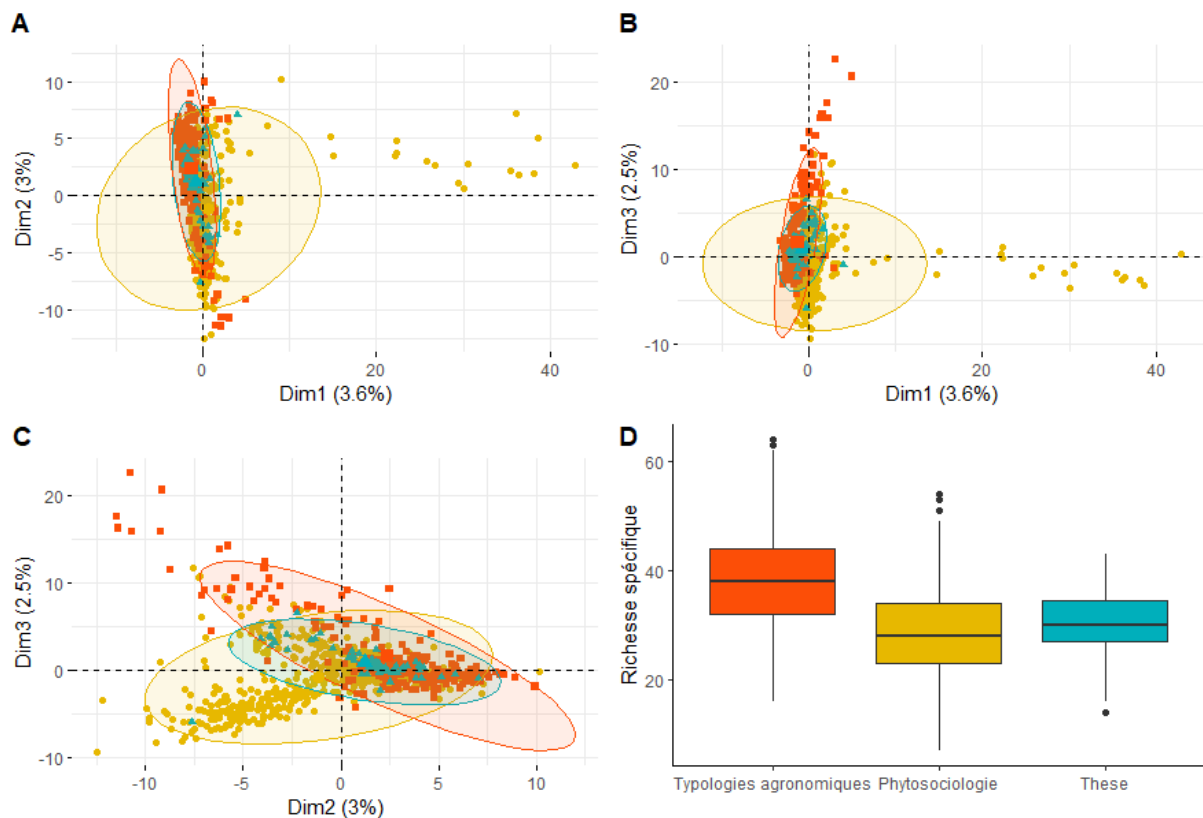 A
10
5
0
-5
-10
Dim2 (3%)
0
20
40
Dim1 (3.6%)
B
20
10
0
-10
Dim3 (2.5%)
0
20
40
Dim1 (3.6%)
C
20
10
0
-10
Dim3 (2.5%)
-10
-5
0
5
10
Dim2 (3%)
D
60
40
20
Richesse spécifique
Typologies agronomiques
Phytosociologie
These